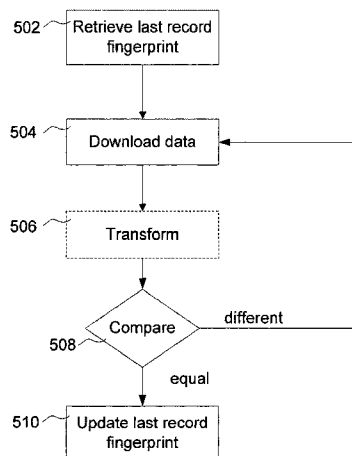 502
Retrieve last record
fingerprint
504
Download data
506
Transform
Compare
different
508
equal
510
Update last record
fingerprint